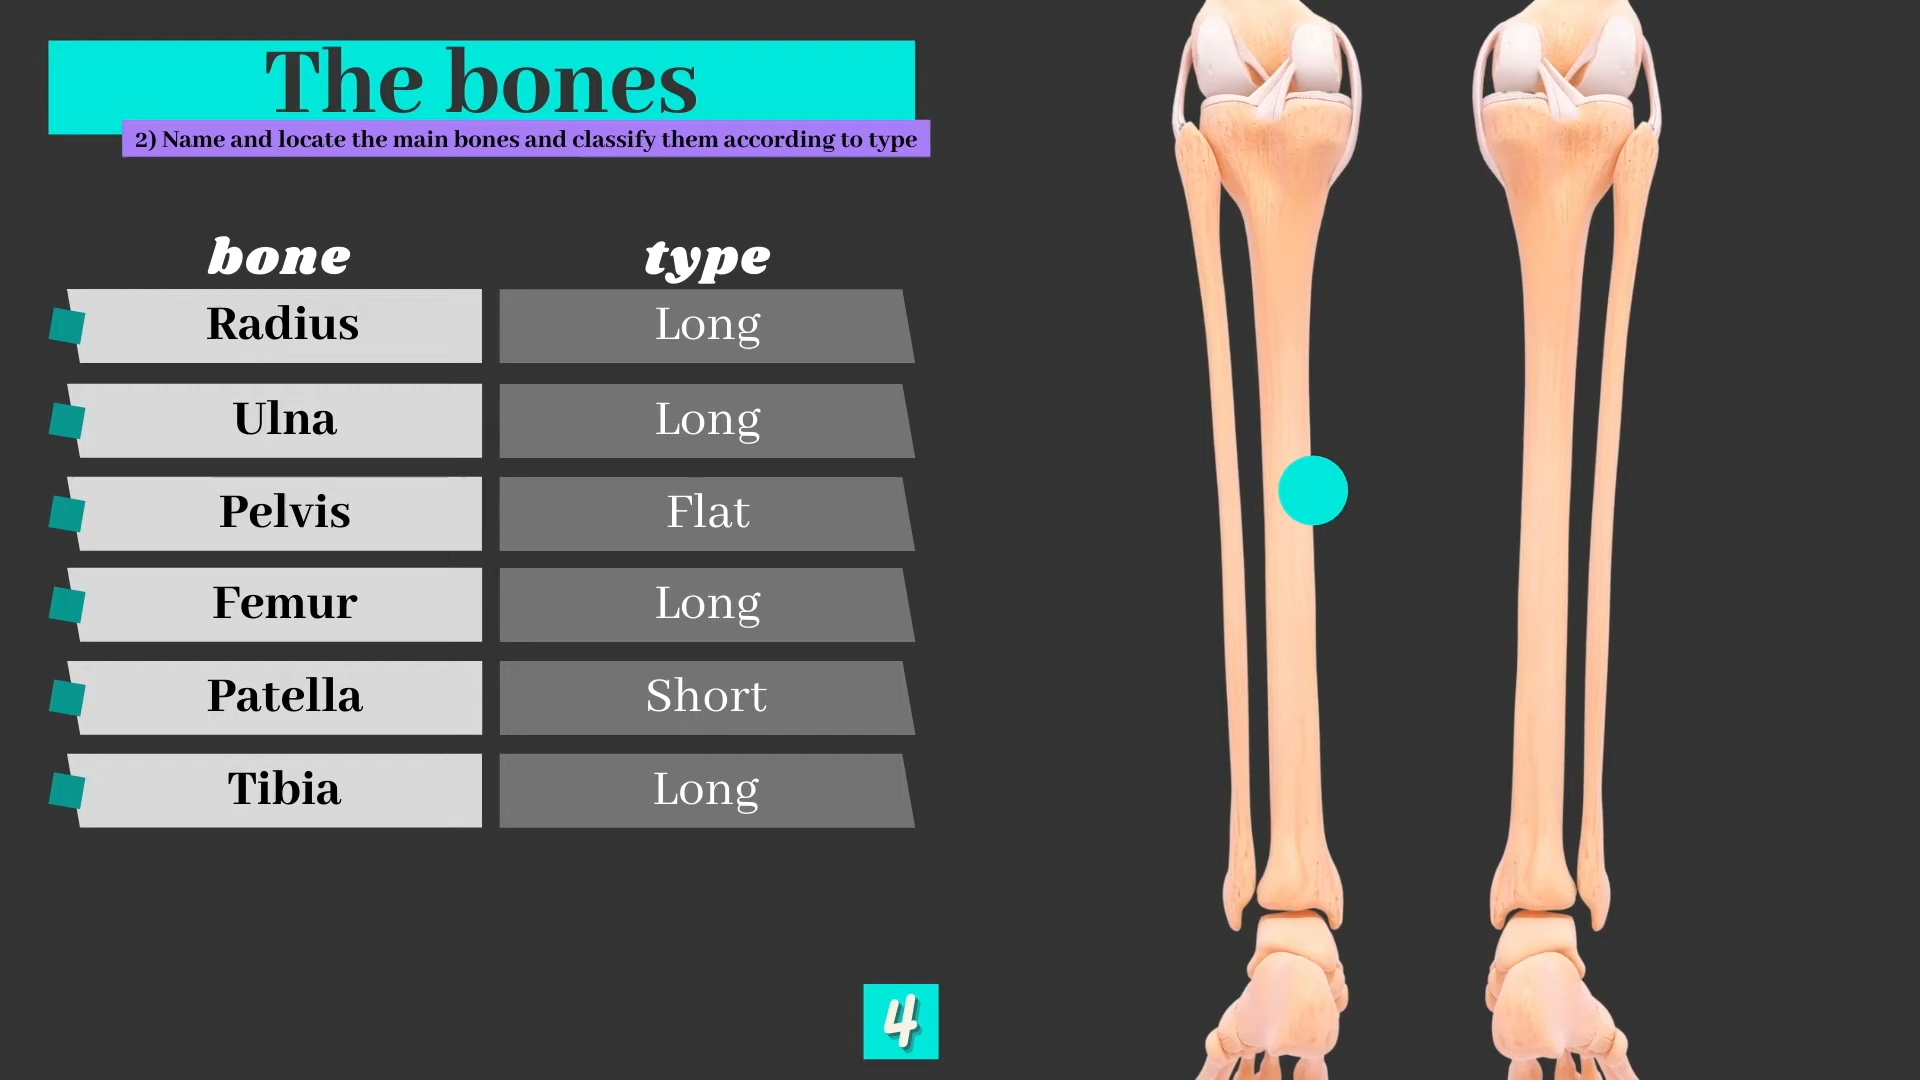 The bones
2) Name and locate the main bones and classify them according to type
bone type
Radius Long
Ulna Long
Pelvis Flat
Femur Long
Patella Short
Tibia Long
4